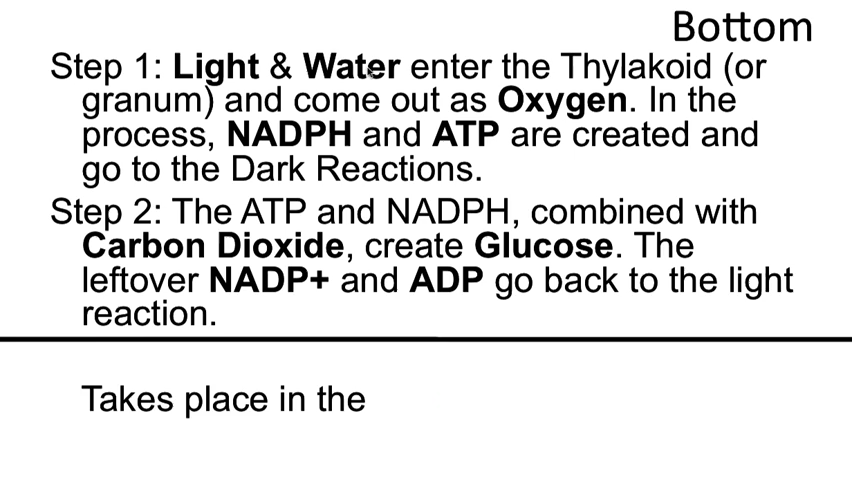 Bottom
Step 1: Light & Water enter the Thylakoid (or
granum) and come out as Oxygen. In the
process, NADPH and ATP are created and
go to the Dark Reactions.
Step 2: The ATP and NADPH, combined with
Carbon Dioxide, create Glucose. The
leftover NADP+ and ADP go back to the light
reaction.
Takes place in the